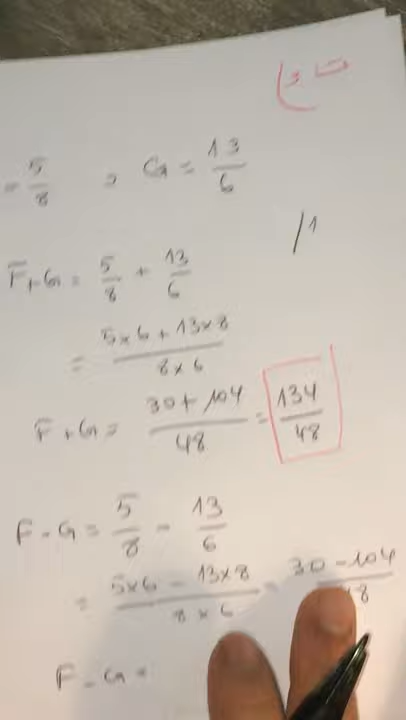 = 5/8 , G = 13/6
/1
F+G = 5/8 + 13/6
= 5×6 + 13×8 / 8×6
F+G = 30+104 / 48 = 134/48
F-G = 5/8 - 13/6
= 5×6 - 13×8 / 8×6 = 30-104 / 48
F-G =